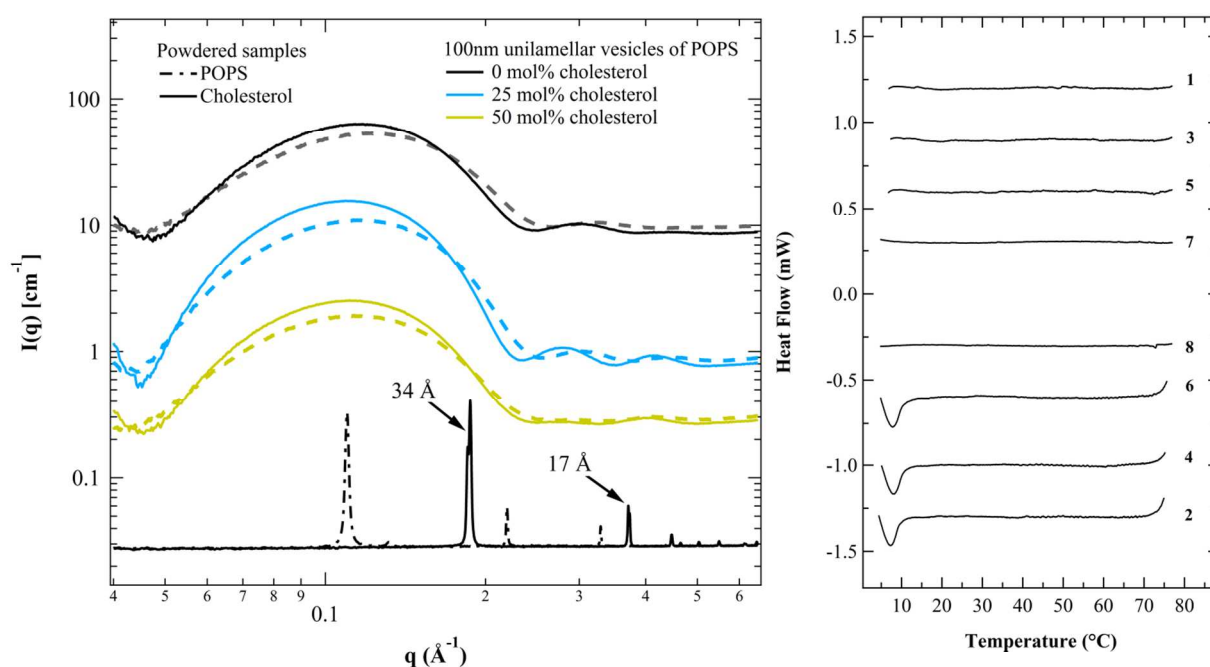 Powdered samples
POPS
Cholesterol
100nm unilamellar vesicles of POPS
0 mol% cholesterol
25 mol% cholesterol
50 mol% cholesterol
100
10
1
0.1
I(q) [cm⁻¹]
34 Å
17 Å
4 5 6 7 8 9 0.1 2 3 4 5 6
q (Å⁻¹)
1.5
1.0
0.5
0.0
-0.5
-1.0
-1.5
Heat Flow (mW)
1
3
5
7
8
6
4
2
10 20 30 40 50 60 70 80
Temperature (°C)